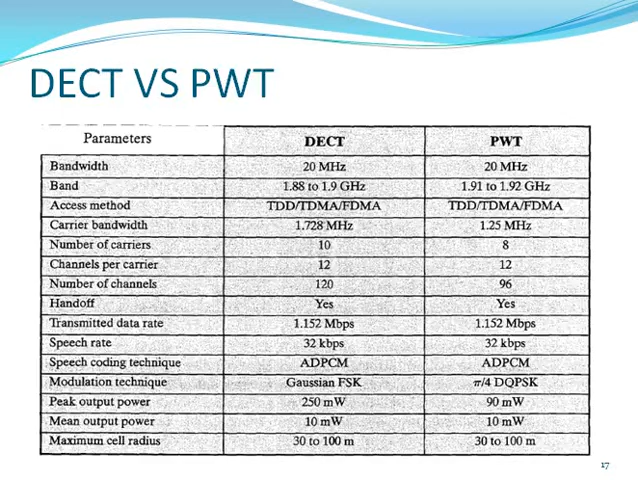 DECT VS PWT
Parameters DECT PWT
Bandwidth 20 MHz 20 MHz
Band 1.88 to 1.9 GHz 1.91 to 1.92 GHz
Access method TDD/TDMA/FDMA TDD/TDMA/FDMA
Carrier bandwidth 1.728 MHz 1.25 MHz
Number of carriers 10 8
Channels per carrier 12 12
Number of channels 120 96
Handoff Yes Yes
Transmitted data rate 1.152 Mbps 1.152 Mbps
Speech rate 32 kbps 32 kbps
Speech coding technique ADPCM ADPCM
Modulation technique Gaussian FSK π/4 DQPSK
Peak output power 250 mW 90 mW
Mean output power 10 mW 10 mW
Maximum cell radius 30 to 100 m 30 to 100 m
17